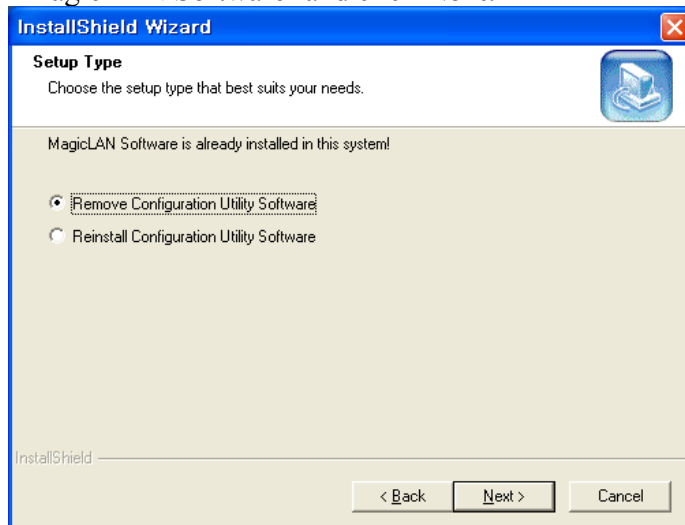 InstallShield Wizard
Setup Type
Choose the setup type that best suits your needs.
MagicLAN Software is already installed in this system!
Remove Configuration Utility Software
Reinstall Configuration Utility Software
InstallShield
< Back
Next >
Cancel